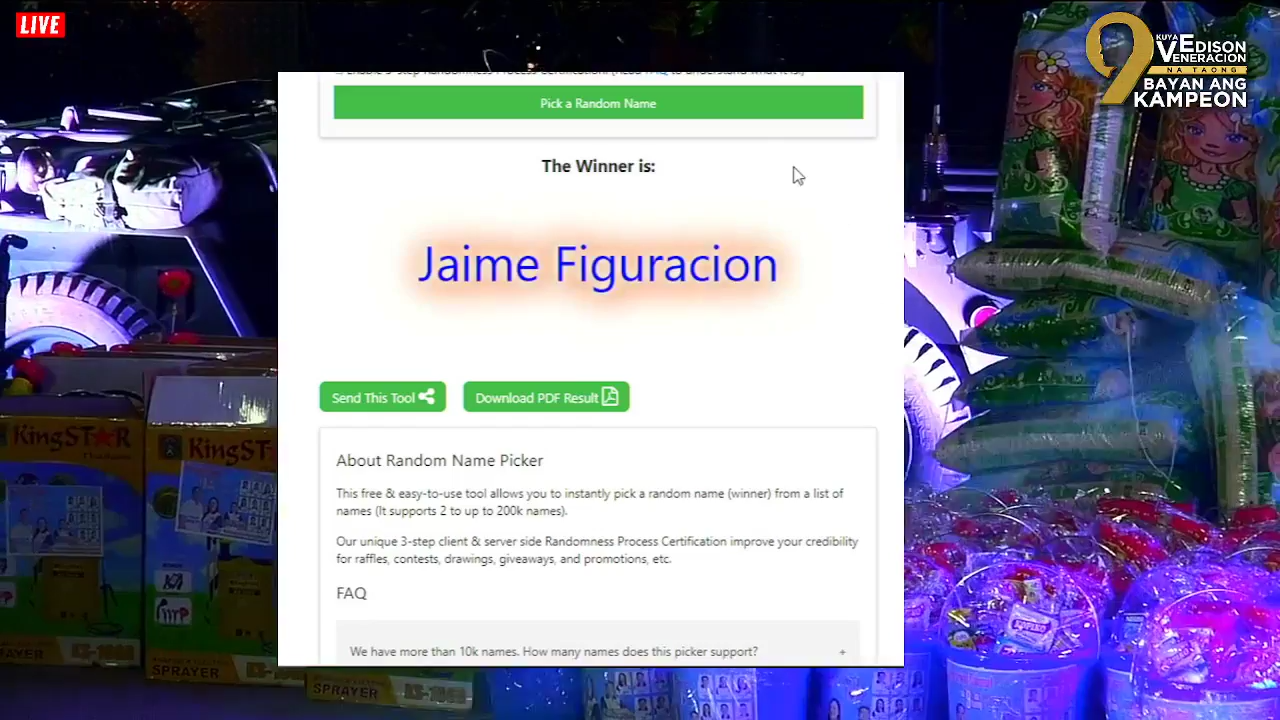 LIVE
9
KUYA
EDISON
VENERACION
NA TAONG
BAYAN ANG
KAMPEON
Pick a Random Name
The Winner is:
Jaime Figuracion
Send This Tool
Download PDF Result
About Random Name Picker
This free & easy-to-use tool allows you to instantly pick a random name (winner) from a list of
names (It supports 2 to up to 200k names).
Our unique 3-step client & server side Randomness Process Certification improve your credibility
for raffles, contests, drawings, giveaways, and promotions, etc.
FAQ
We have more than 10k names. How many names does this picker support?
+
KingSTAR
KingST
SPRAYER
SPRAYER